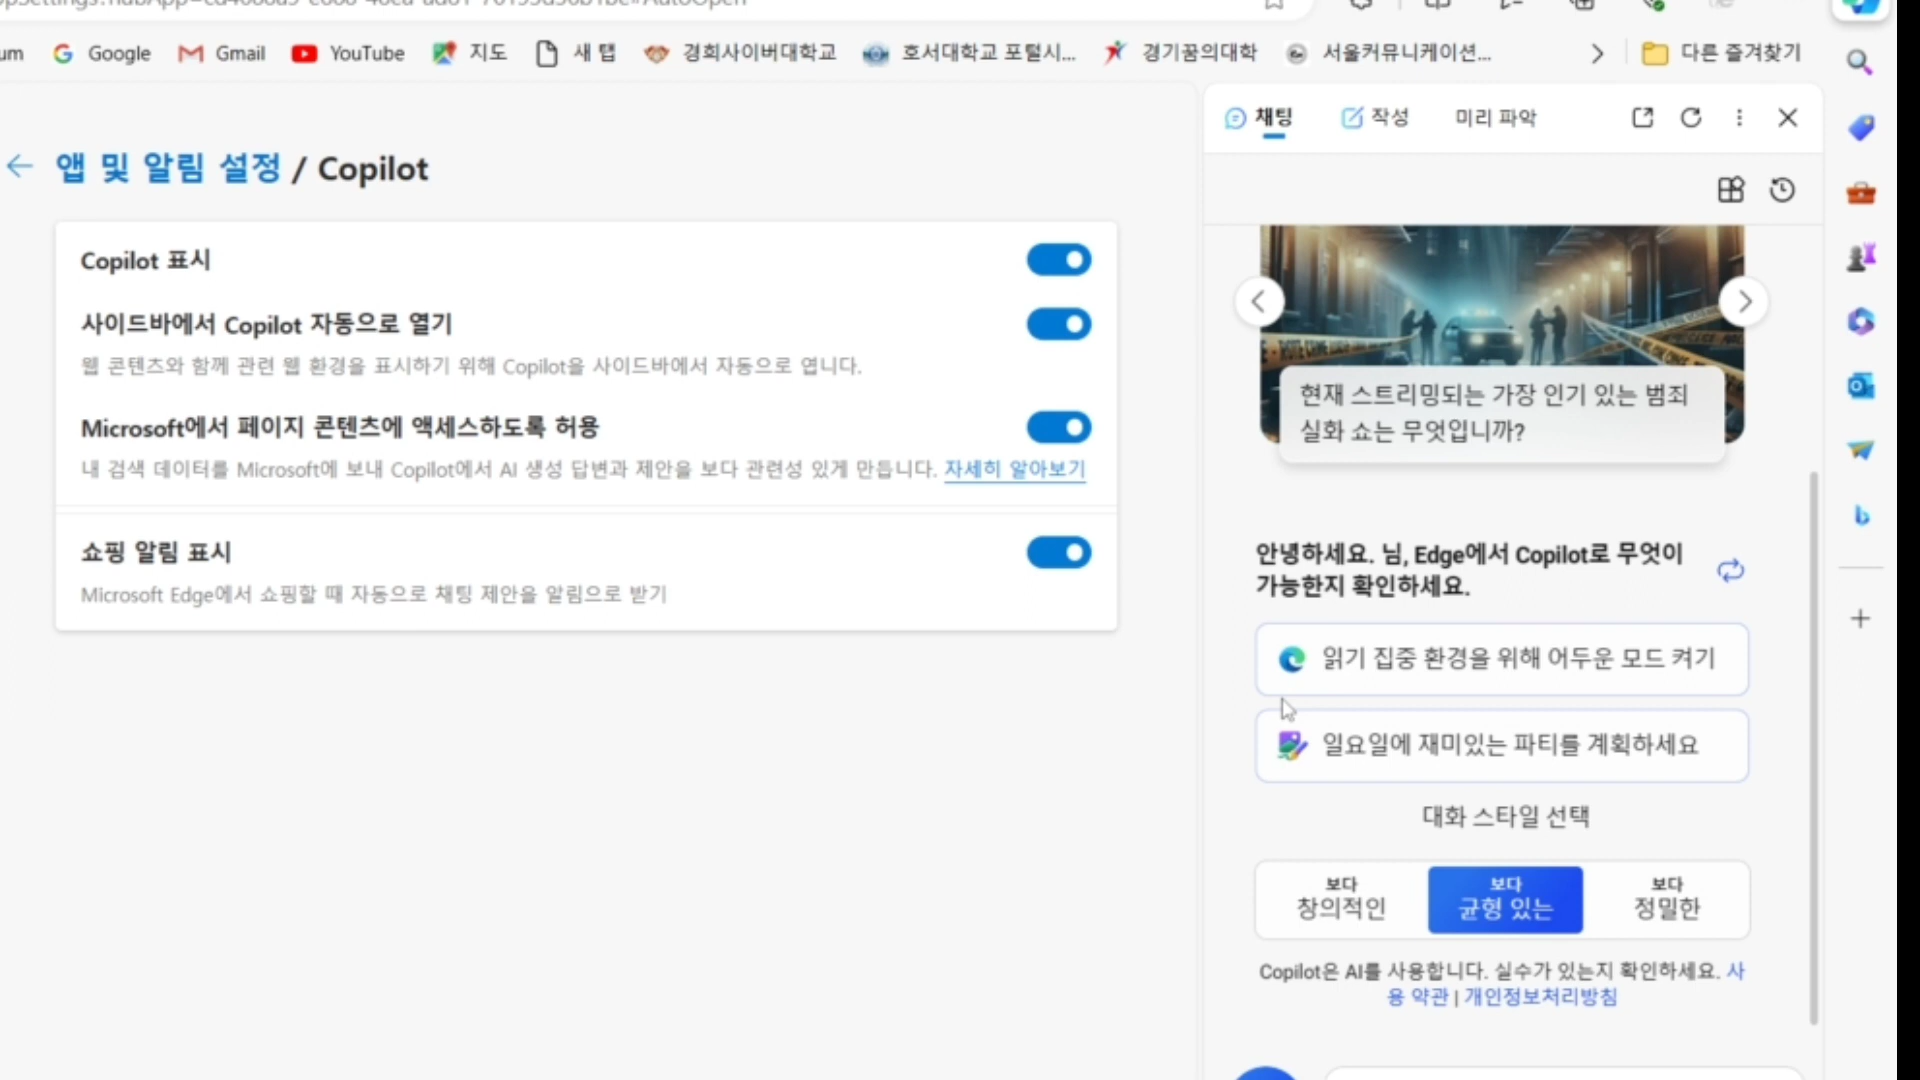 um Google Gmail YouTube 지도 새 탭 경희사이버대학교 호서대학교 포털시... 경기꿈의대학 서울커뮤니케이션... 다른 즐겨찾기
앱 및 알림 설정 / Copilot
Copilot 표시
사이드바에서 Copilot 자동으로 열기
웹 콘텐츠와 함께 관련 웹 환경을 표시하기 위해 Copilot을 사이드바에서 자동으로 엽니다.
Microsoft에서 페이지 콘텐츠에 액세스하도록 허용
내 검색 데이터를 Microsoft에 보내 Copilot에서 AI 생성 답변과 제안을 보다 관련성 있게 만듭니다. 자세히 알아보기
쇼핑 알림 표시
Microsoft Edge에서 쇼핑할 때 자동으로 채팅 제안을 알림으로 받기
채팅 작성 미리 파악
현재 스트리밍되는 가장 인기 있는 범죄
실화 쇼는 무엇입니까?
안녕하세요. 님, Edge에서 Copilot로 무엇이
가능한지 확인하세요.
읽기 집중 환경을 위해 어두운 모드 켜기
일요일에 재미있는 파티를 계획하세요
대화 스타일 선택
보다
창의적인
보다
균형 있는
보다
정밀한
Copilot은 AI를 사용합니다. 실수가 있는지 확인하세요. 사
용 약관 | 개인정보처리방침